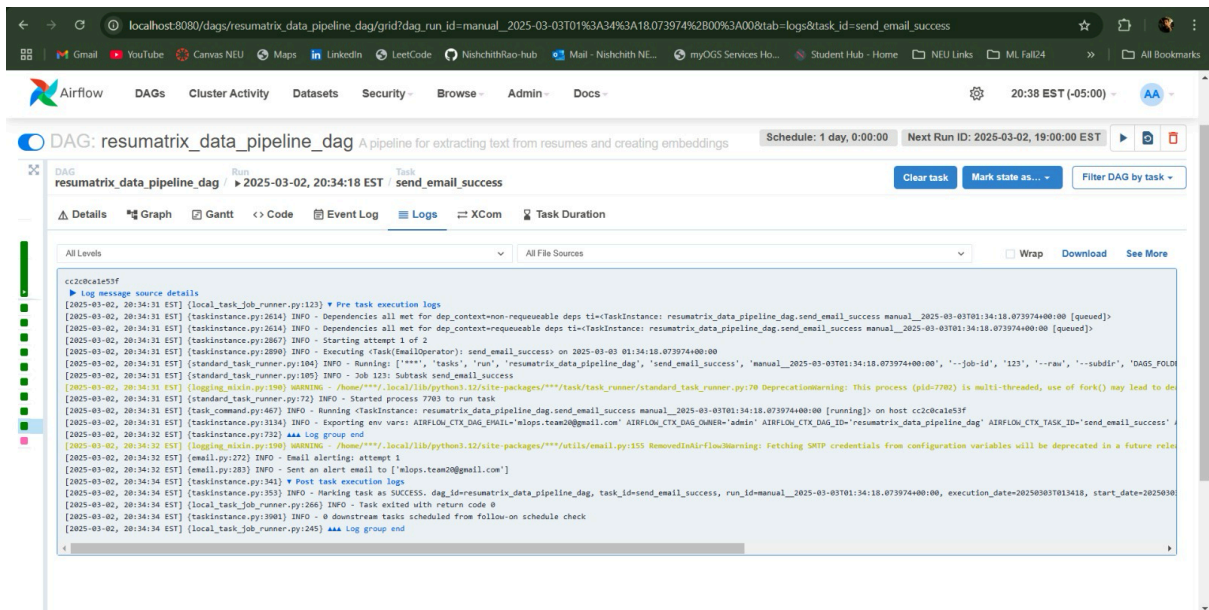 localhost:8080/dags/resumatrix_data_pipeline_dag/grid?dag_run_id=manual__2025-03-03T01%3A34%3A18.073974%2B00%3A00&tab=logs&task_id=send_email_success
Gmail YouTube Canvas NEU Maps LinkedIn LeetCode NishchithRao-hub Mail - Nishchith NE... myOGS Services Ho... Student Hub - Home NEU Links ML Fall24 » All Bookmarks
Airflow DAGs Cluster Activity Datasets Security Browse Admin Docs 20:38 EST (-05:00) AA
DAG: resumatrix_data_pipeline_dag A pipeline for extracting text from resumes and creating embeddings Schedule: 1 day, 0:00:00 Next Run ID: 2025-03-02, 19:00:00 EST
DAG Run Task
resumatrix_data_pipeline_dag / 2025-03-02, 20:34:18 EST / send_email_success Clear task Mark state as... Filter DAG by task
Details Graph Gantt <> Code Event Log Logs XCom Task Duration
All Levels All File Sources Wrap Download See More
cc2c0ca1e53f
▶ Log message source details
[2025-03-02, 20:34:31 EST] {local_task_job_runner.py:123} ▼ Pre task execution logs
[2025-03-02, 20:34:31 EST] {taskinstance.py:2614} INFO - Dependencies all met for dep_context=non-requeueable deps ti=<TaskInstance: resumatrix_data_pipeline_dag.send_email_success manual__2025-03-03T01:34:18.073974+00:00 [queued]>
[2025-03-02, 20:34:31 EST] {taskinstance.py:2614} INFO - Dependencies all met for dep_context=requeueable deps ti=<TaskInstance: resumatrix_data_pipeline_dag.send_email_success manual__2025-03-03T01:34:18.073974+00:00 [queued]>
[2025-03-02, 20:34:31 EST] {taskinstance.py:2867} INFO - Starting attempt 1 of 2
[2025-03-02, 20:34:31 EST] {taskinstance.py:2890} INFO - Executing <Task(EmailOperator): send_email_success> on 2025-03-03 01:34:18.073974+00:00
[2025-03-02, 20:34:31 EST] {standard_task_runner.py:104} INFO - Running: ['***', 'tasks', 'run', 'resumatrix_data_pipeline_dag', 'send_email_success', 'manual__2025-03-03T01:34:18.073974+00:00', '--job-id', '123', '--raw', '--subdir', 'DAGS_FOLD
[2025-03-02, 20:34:31 EST] {standard_task_runner.py:105} INFO - Job 123: Subtask send_email_success
[2025-03-02, 20:34:31 EST] {logging_mixin.py:190} WARNING - /home/***/.local/lib/python3.12/site-packages/***/task/task_runner/standard_task_runner.py:70 DeprecationWarning: This process (pid=7702) is multi-threaded, use of fork() may lead to dea
[2025-03-02, 20:34:31 EST] {standard_task_runner.py:72} INFO - Started process 7703 to run task
[2025-03-02, 20:34:31 EST] {task_command.py:467} INFO - Running <TaskInstance: resumatrix_data_pipeline_dag.send_email_success manual__2025-03-03T01:34:18.073974+00:00 [running]> on host cc2c0ca1e53f
[2025-03-02, 20:34:31 EST] {taskinstance.py:3134} INFO - Exporting env vars: AIRFLOW_CTX_DAG_EMAIL='mlops.team20@gmail.com' AIRFLOW_CTX_DAG_OWNER='admin' AIRFLOW_CTX_DAG_ID='resumatrix_data_pipeline_dag' AIRFLOW_CTX_TASK_ID='send_email_success'
[2025-03-02, 20:34:32 EST] {taskinstance.py:732} ▲▲▲ Log group end
[2025-03-02, 20:34:32 EST] {logging_mixin.py:190} WARNING - /home/***/.local/lib/python3.12/site-packages/***/utils/email.py:155 RemovedInAirflow3Warning: Fetching SMTP credentials from configuration variables will be deprecated in a future relea
[2025-03-02, 20:34:32 EST] {email.py:272} INFO - Email alerting: attempt 1
[2025-03-02, 20:34:34 EST] {email.py:283} INFO - Sent an alert email to ['mlops.team20@gmail.com']
[2025-03-02, 20:34:34 EST] {taskinstance.py:341} ▼ Post task execution logs
[2025-03-02, 20:34:34 EST] {taskinstance.py:353} INFO - Marking task as SUCCESS. dag_id=resumatrix_data_pipeline_dag, task_id=send_email_success, run_id=manual__2025-03-03T01:34:18.073974+00:00, execution_date=20250303T013418, start_date=20250303
[2025-03-02, 20:34:34 EST] {local_task_job_runner.py:266} INFO - Task exited with return code 0
[2025-03-02, 20:34:34 EST] {taskinstance.py:3901} INFO - 0 downstream tasks scheduled from follow-on schedule check
[2025-03-02, 20:34:34 EST] {local_task_job_runner.py:245} ▲▲▲ Log group end